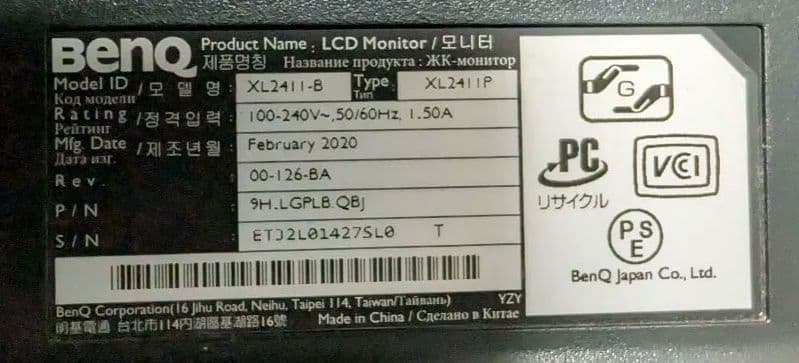 BenQ
Product Name : LCD Monitor / 모니터
제품명칭 Название продукта : ЖК-монитор
Model ID / 모 델 명 : XL2411-B Type : XL2411P
Код модели Тип
Rating / 정격입력 : 100-240V~,50/60Hz, 1.50A
Рейтинг
Mfg. Date / 제조년월 : February 2020
Дата изг.
Rev. : 00-126-BA
P/N : 9H.LGPLB.QBJ
S/N : ETJ2L01427SL0 T
BenQ Corporation(16 Jihu Road, Neihu, Taipei 114, Taiwan/Тайвань) YZY
明基電通 台北市114內湖區基湖路16號 Made in China / Сделано в Китае
G
PC
リサイクル
VCI
PS
E
BenQ Japan Co., Ltd.